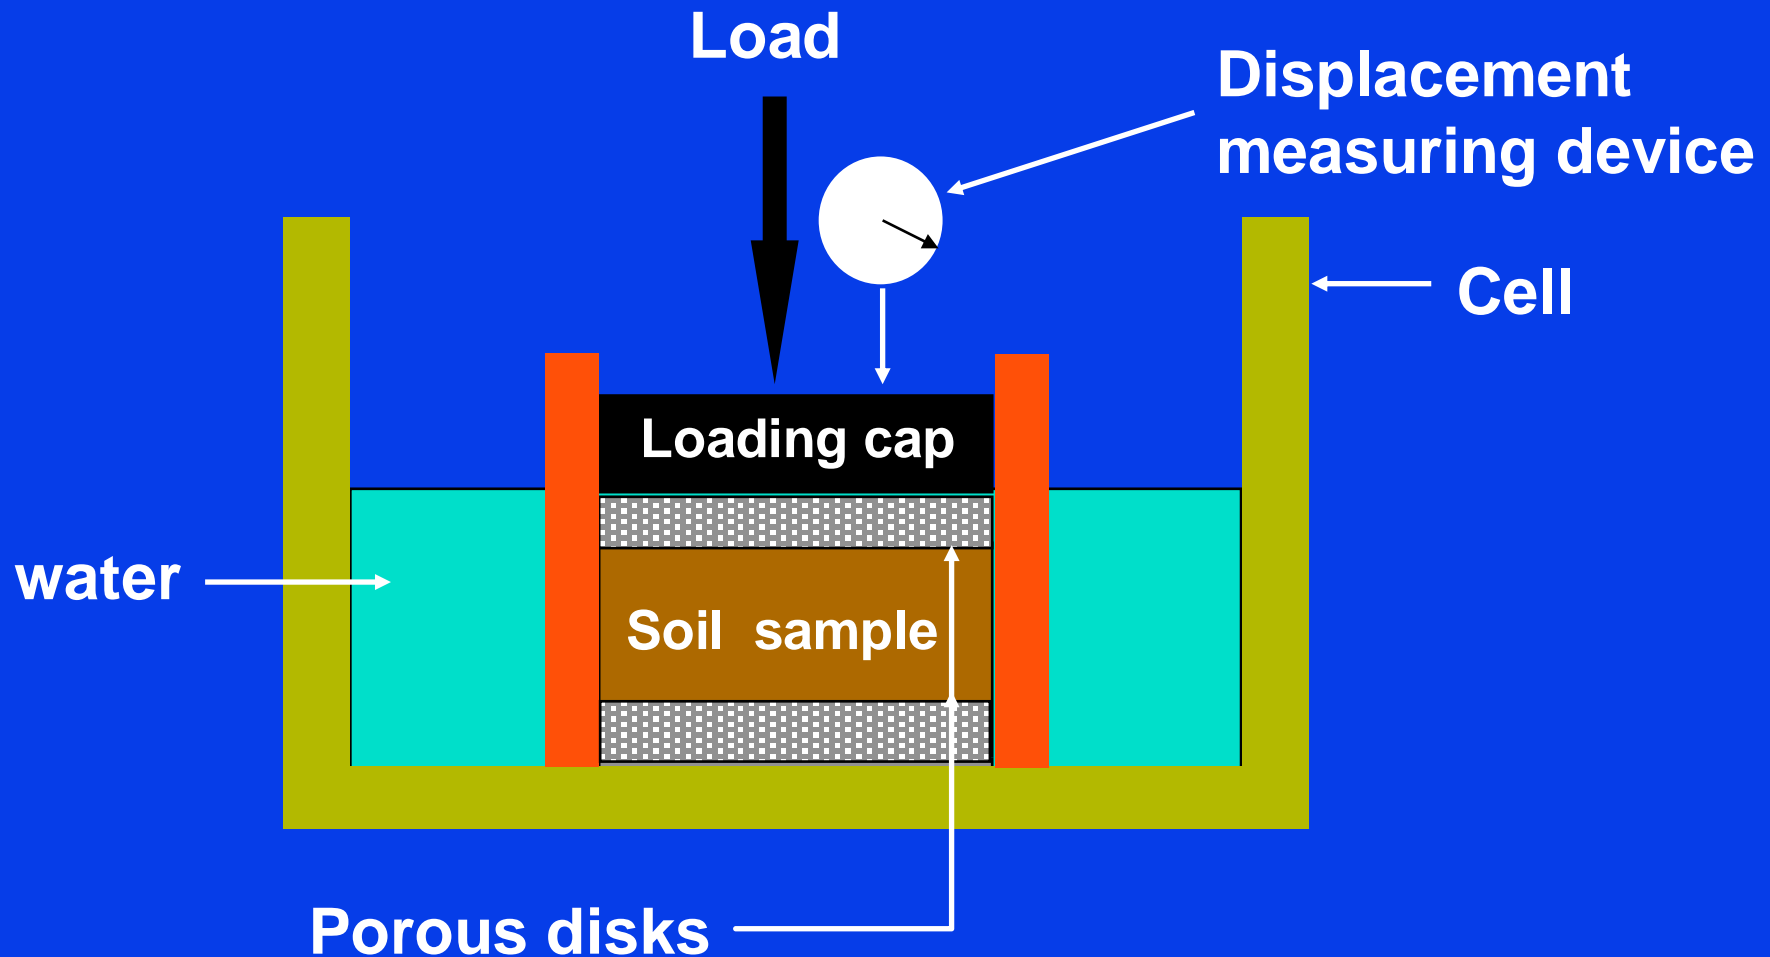 Load
Displacement
measuring device
Cell
Loading cap
water
Soil sample
Porous disks